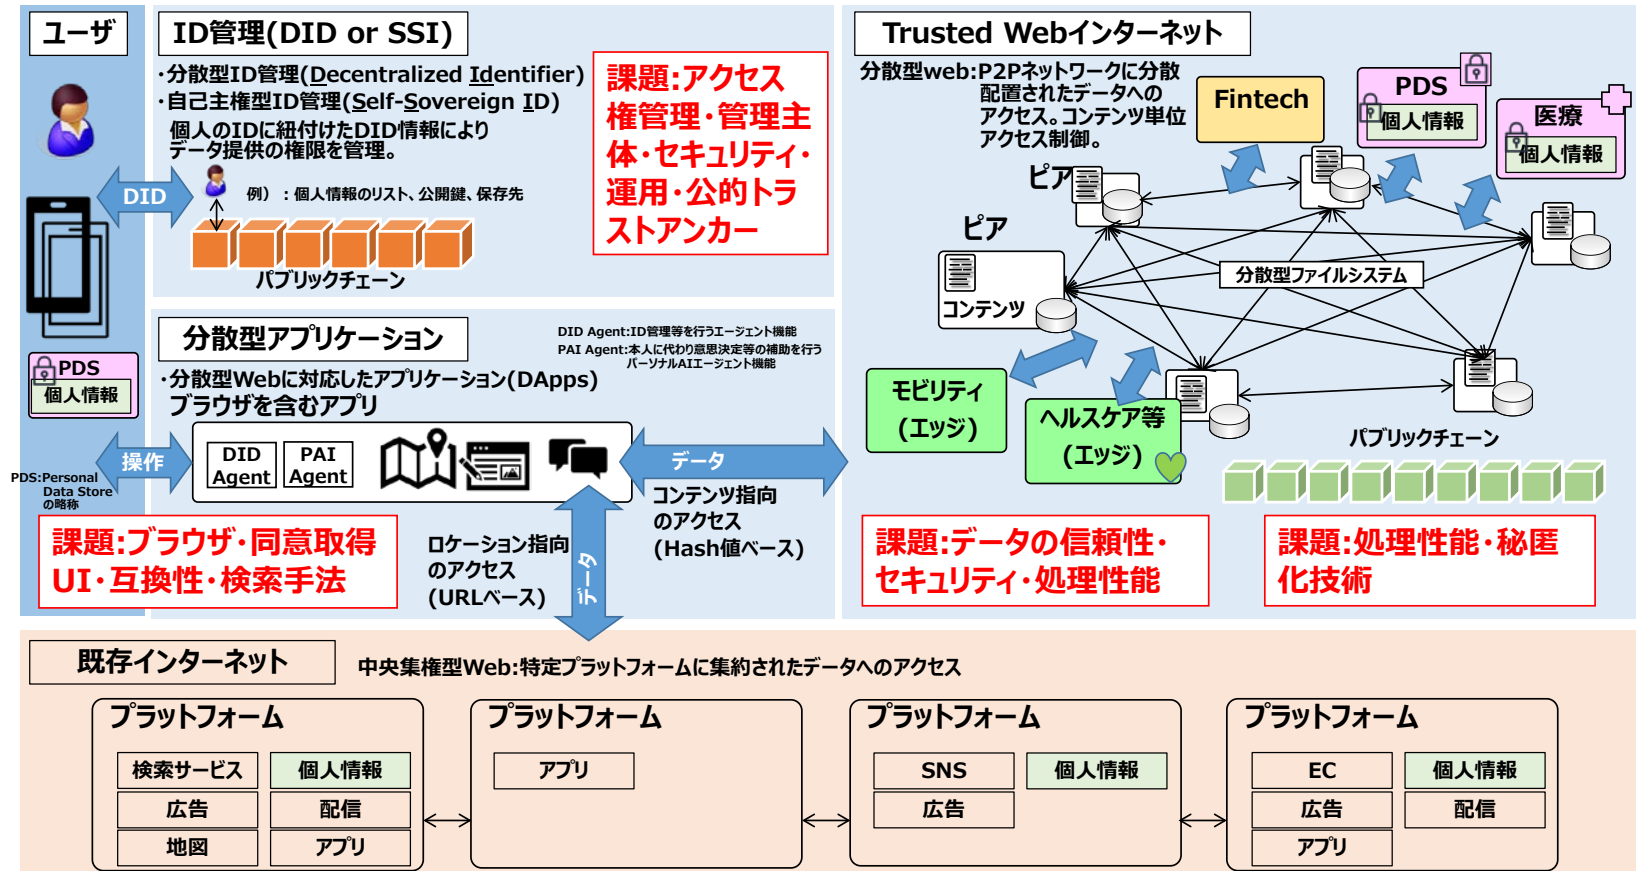 ユーザ
DID
PDS
個人情報
操作
PDS:Personal
Data Store
の略称
ID管理(DID or SSI)
・分散型ID管理(Decentralized Identifier)
・自己主権型ID管理(Self-Sovereign ID)
個人のIDに紐付けたDID情報により
データ提供の権限を管理。
例）：個人情報のリスト、公開鍵、保存先
パブリックチェーン
課題:アクセス
権管理・管理主
体・セキュリティ・
運用・公的トラ
ストアンカー
分散型アプリケーション
DID Agent:ID管理等を行うエージェント機能
PAI Agent:本人に代わり意思決定等の補助を行う
パーソナルAIエージェント機能
・分散型Webに対応したアプリケーション(DApps)
ブラウザを含むアプリ
DID
Agent
PAI
Agent
データ
コンテンツ指向
のアクセス
(Hash値ベース)
ロケーション指向
のアクセス
(URLベース)
データ
課題:ブラウザ・同意取得
UI・互換性・検索手法
Trusted Webインターネット
分散型web:P2Pネットワークに分散
配置されたデータへの
アクセス。コンテンツ単位
アクセス制御。
Fintech
PDS
個人情報
医療
個人情報
ピア
ピア
コンテンツ
分散型ファイルシステム
モビリティ
(エッジ)
ヘルスケア等
(エッジ)
パブリックチェーン
課題:データの信頼性・
セキュリティ・処理性能
課題:処理性能・秘匿
化技術
既存インターネット
中央集権型Web:特定プラットフォームに集約されたデータへのアクセス
プラットフォーム
検索サービス
個人情報
広告
配信
地図
アプリ
プラットフォーム
アプリ
プラットフォーム
SNS
個人情報
広告
プラットフォーム
EC
個人情報
広告
配信
アプリ